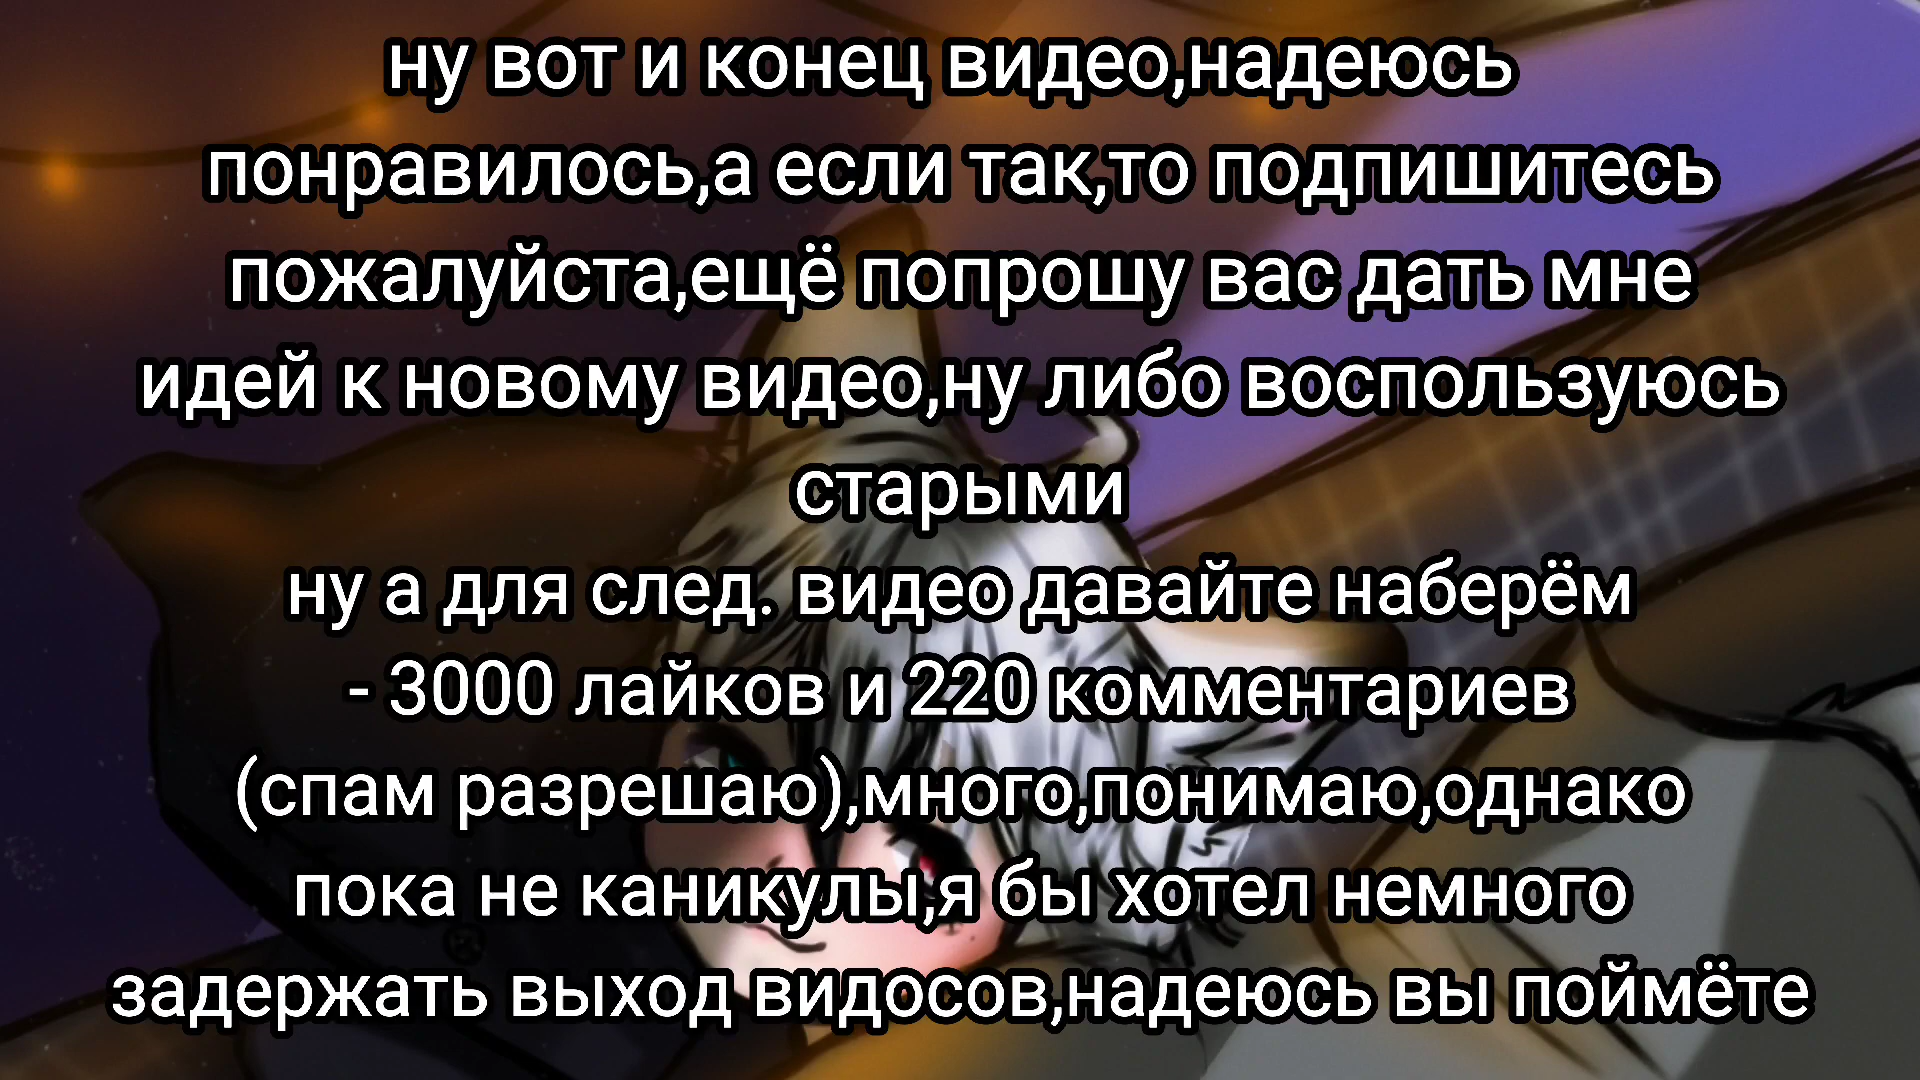 ну вот и конец видео,надеюсь
понравилось,а если так,то подпишитесь
пожалуйста,ещё попрошу вас дать мне
идей к новому видео,ну либо воспользуюсь
старыми
ну а для след. видео давайте наберём
- 3000 лайков и 220 комментариев
(спам разрешаю),много,понимаю,однако
пока не каникулы,я бы хотел немного
задержать выход видосов,надеюсь вы поймёте